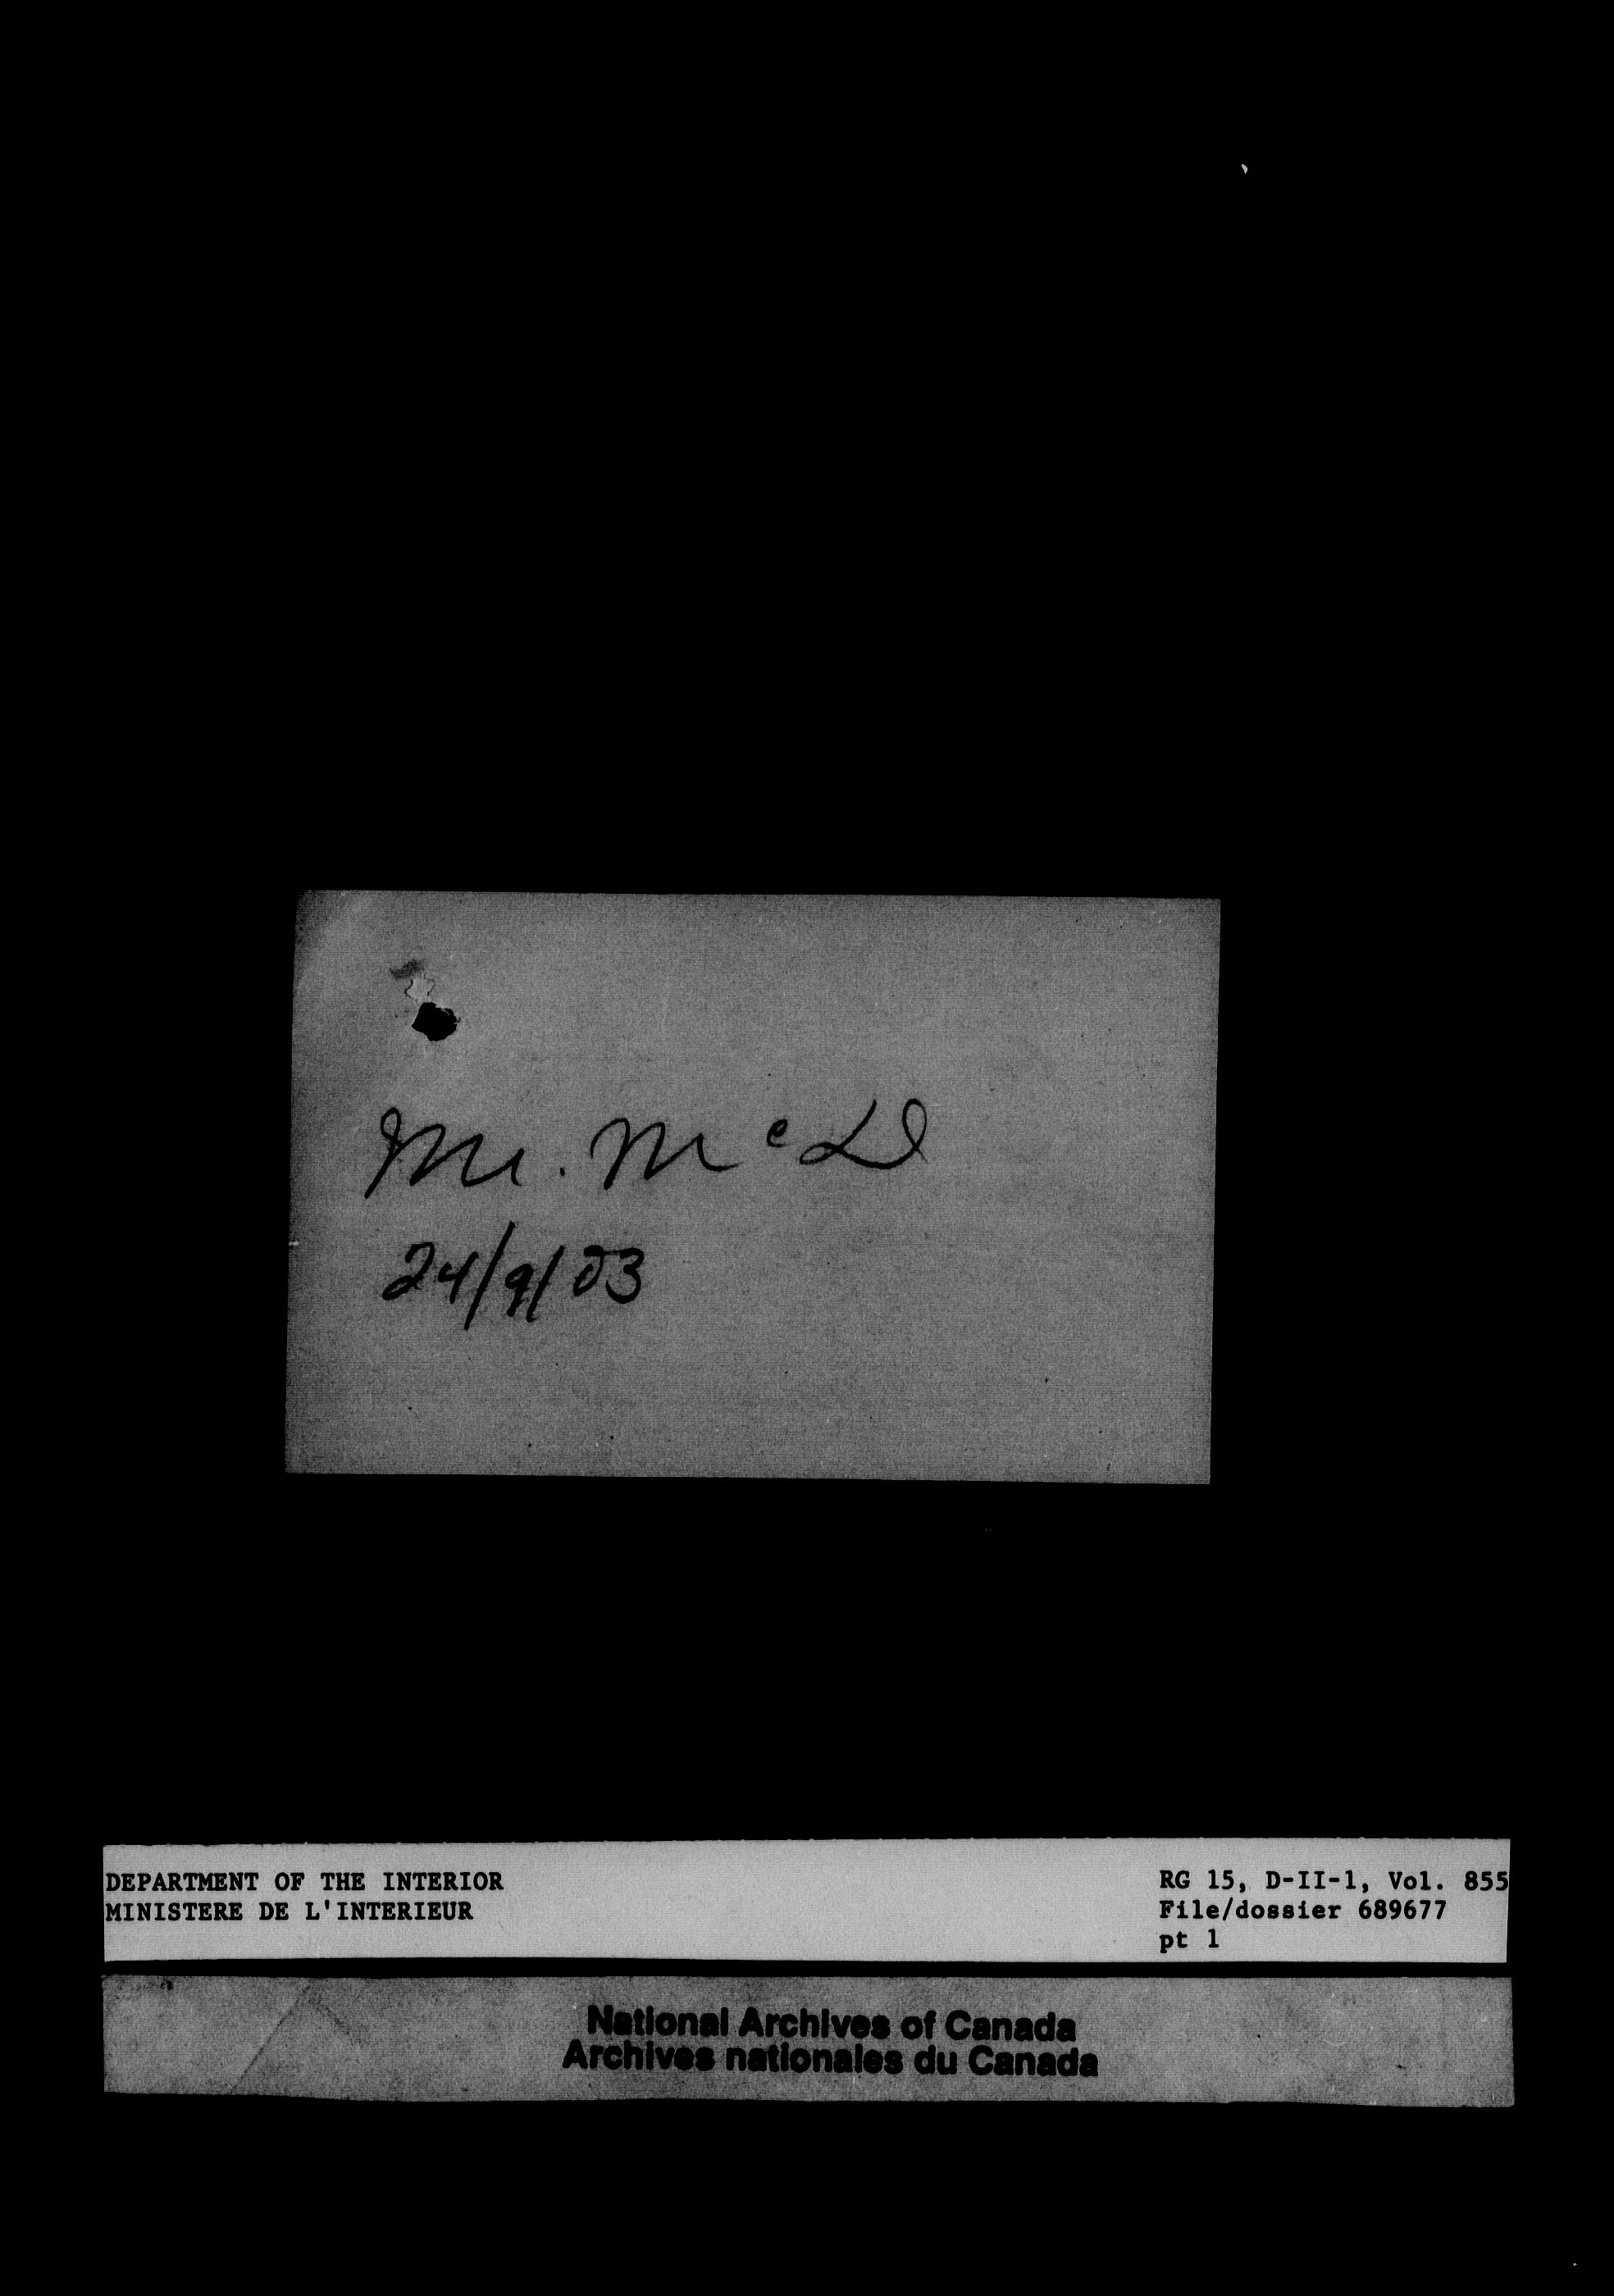 Mr. McD
24/9/03
DEPARTMENT OF THE INTERIOR
MINISTERE DE L'INTERIEUR
RG 15, D-II-1, Vol. 855
File/dossier 689677
pt 1
National Archives of Canada
Archives nationales du Canada